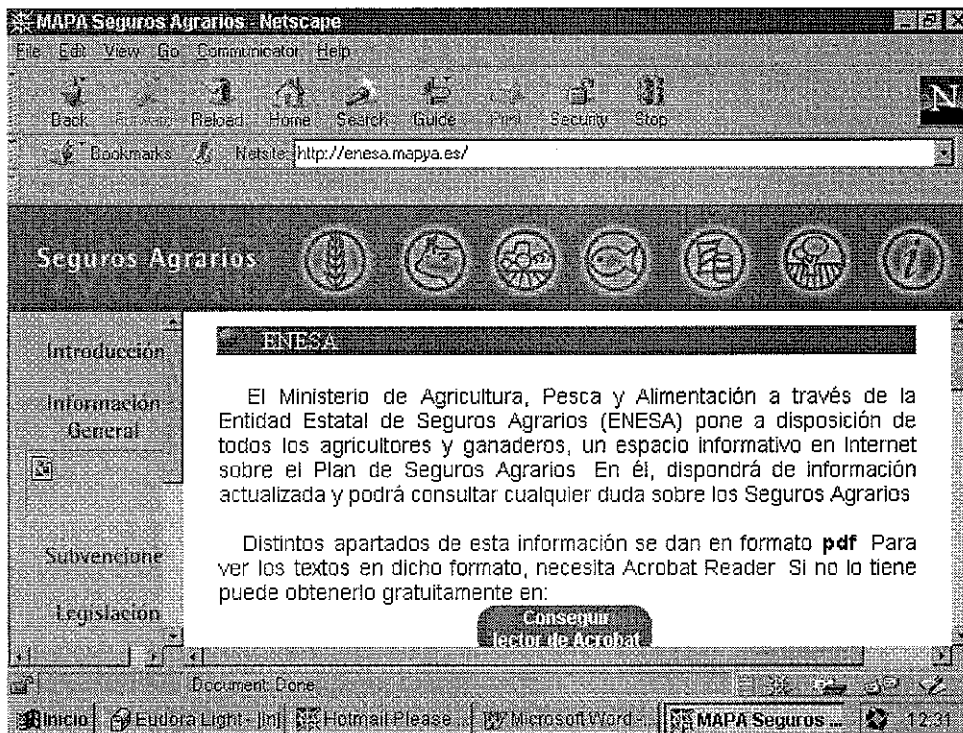 MAPA Seguros Agrarios - Netscape
File Edit View Go Communicator Help
Back Forward Reload Home Search Guide Print Security Stop
N
Bookmarks Netsite: http://enesa.mapya.es/
Seguros Agrarios
Introducción
Información
General
Subvencione
Legislacion
ENESA
El Ministerio de Agricultura, Pesca y Alimentación a través de la
Entidad Estatal de Seguros Agrarios (ENESA) pone a disposición de
todos los agricultores y ganaderos, un espacio informativo en Internet
sobre el Plan de Seguros Agrarios. En él, dispondrá de información
actualizada y podrá consultar cualquier duda sobre los Seguros Agrarios
Distintos apartados de esta información se dan en formato pdf. Para
ver los textos en dicho formato, necesita Acrobat Reader. Si no lo tiene
puede obtenerlo gratuitamente en:
Conseguir
lector de Acrobat
Document: Done
Inicio Eudora Light - [In] Hotmail Please ... Microsoft Word - ... MAPA Seguros ... 12:31